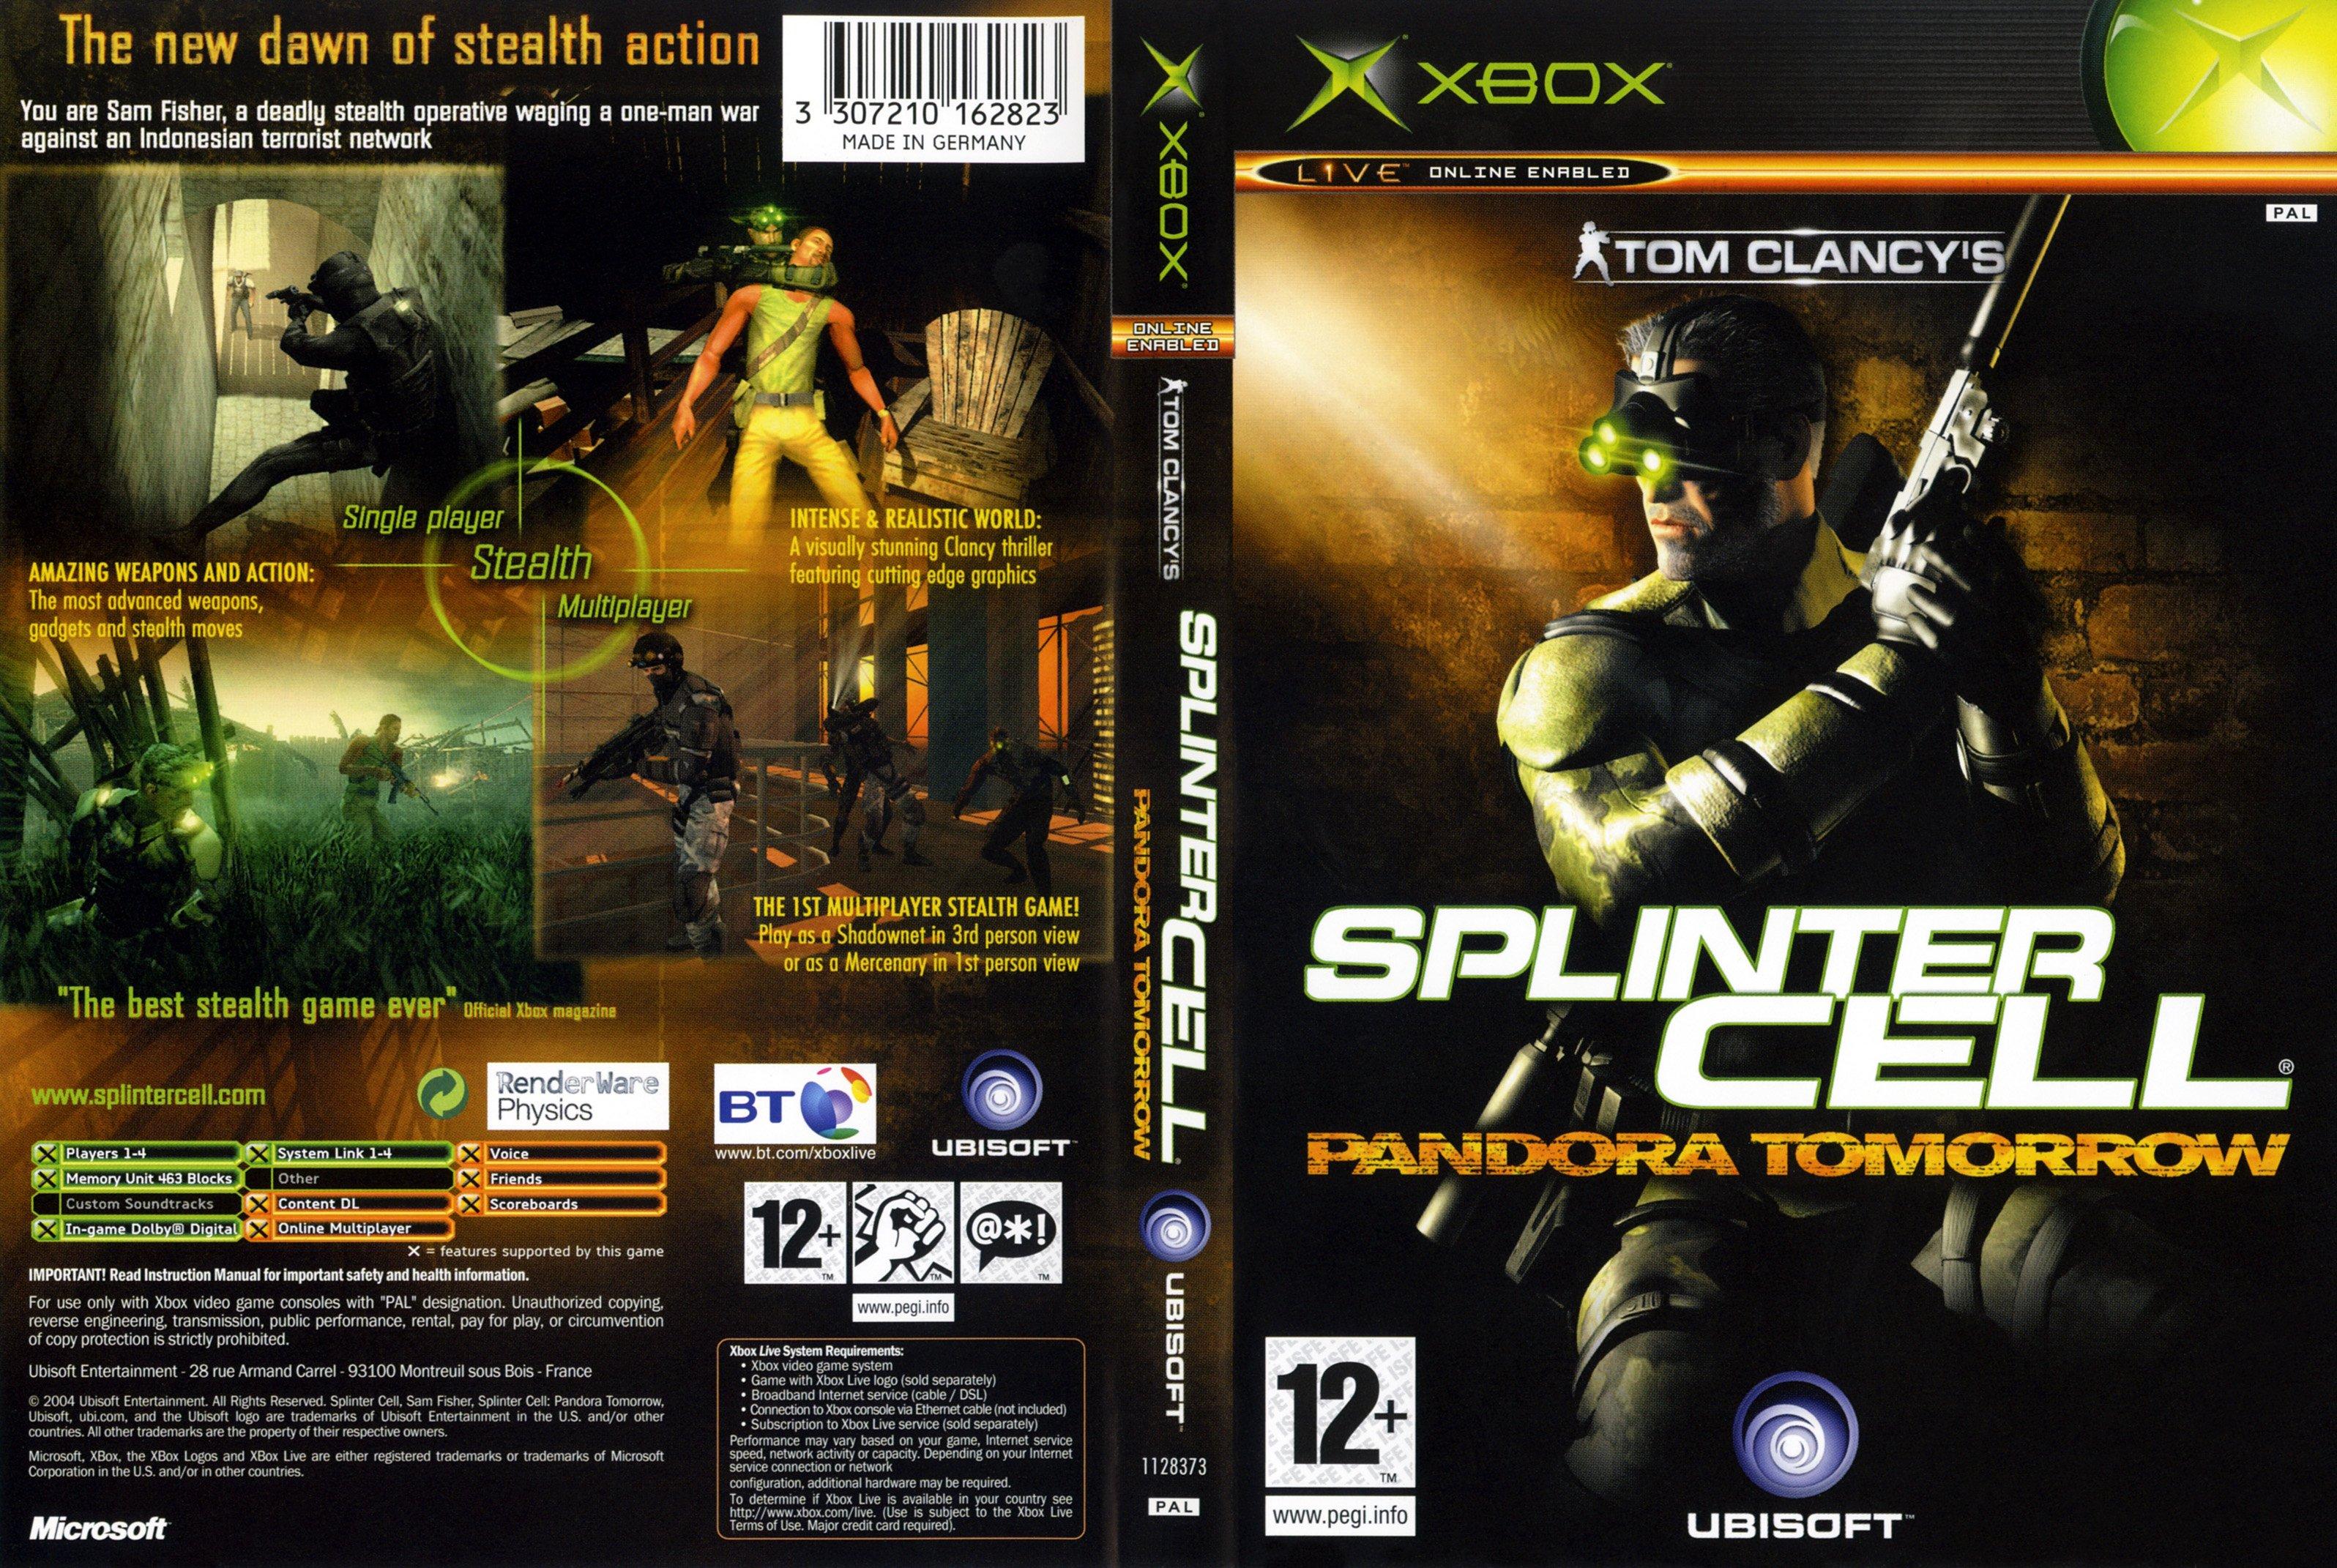 The new dawn of stealth action
You are Sam Fisher, a deadly stealth operative waging a one-man war
against an Indonesian terrorist network
3 307210 162823
MADE IN GERMANY
Single player
Stealth
Multiplayer
AMAZING WEAPONS AND ACTION:
The most advanced weapons,
gadgets and stealth moves
INTENSE & REALISTIC WORLD:
A visually stunning Clancy thriller
featuring cutting edge graphics
THE 1ST MULTIPLAYER STEALTH GAME!
Play as a Shadownet in 3rd person view
or as a Mercenary in 1st person view
"The best stealth game ever" Official Xbox magazine
www.splintercell.com
RenderWare
Physics
BT
www.bt.com/xboxlive
UBISOFT™
Players 1-4
System Link 1-4
Voice
Memory Unit 463 Blocks
Other
Friends
Custom Soundtracks
Content DL
Scoreboards
In-game Dolby® Digital
Online Multiplayer
X = features supported by this game
12+™
™
@*!
™
www.pegi.info
IMPORTANT! Read Instruction Manual for important safety and health information.
For use only with Xbox video game consoles with "PAL" designation. Unauthorized copying,
reverse engineering, transmission, public performance, rental, pay for play, or circumvention
of copy protection is strictly prohibited.
Ubisoft Entertainment - 28 rue Armand Carrel - 93100 Montreuil sous Bois - France
© 2004 Ubisoft Entertainment. All Rights Reserved. Splinter Cell, Sam Fisher, Splinter Cell: Pandora Tomorrow,
Ubisoft, ubi.com, and the Ubisoft logo are trademarks of Ubisoft Entertainment in the U.S. and/or other
countries. All other trademarks are the property of their respective owners.
Microsoft, XBox, the XBox Logos and XBox Live are either registered trademarks or trademarks of Microsoft
Corporation in the U.S. and/or in other countries.
Microsoft
Xbox Live System Requirements:
• Xbox video game system
• Game with Xbox Live logo (sold separately)
• Broadband Internet service (cable / DSL)
• Connection to Xbox console via Ethernet cable (not included)
• Subscription to Xbox Live service (sold separately)
Performance may vary based on your game, Internet service
speed, network activity or capacity. Depending on your Internet
service connection or network
configuration, additional hardware may be required.
To determine if Xbox Live is available in your country see
http://www.xbox.com/live. (Use is subject to the Xbox Live
Terms of Use. Major credit card required).
XBOX
ONLINE
ENABLED
TOM CLANCY'S
SPLINTER CELL
PANDORA TOMORROW
UBISOFT™
1128373
PAL
XBOX
LIVE™ ONLINE ENABLED
PAL
TOM CLANCY'S
SPLINTER
CELL®
PANDORA TOMORROW
12+™
www.pegi.info
UBISOFT™